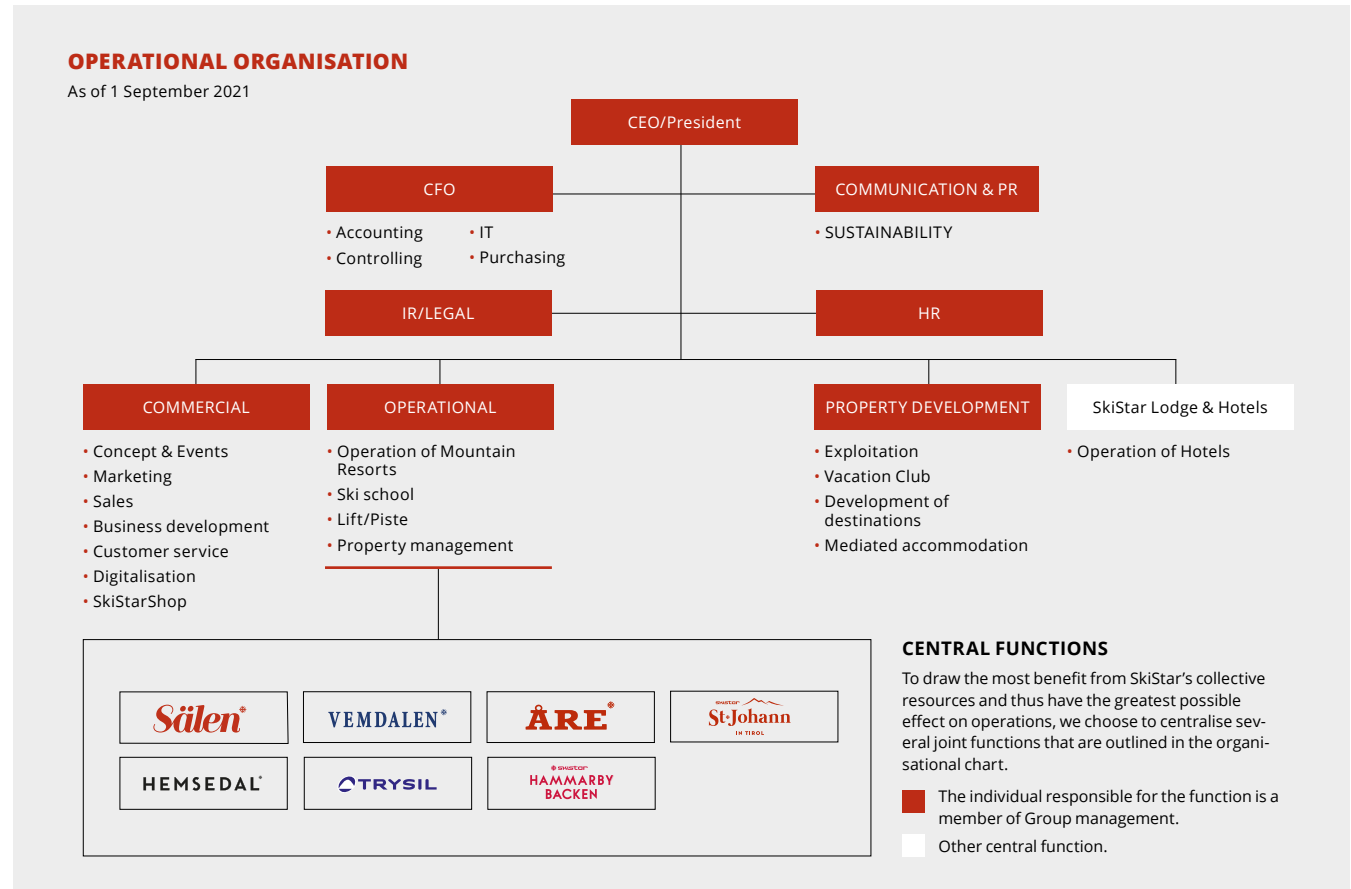 OPERATIONAL ORGANISATION
As of 1 September 2021
CEO/President
CFO
COMMUNICATION & PR
• Accounting
• IT
• Controlling
• Purchasing
• SUSTAINABILITY
IR/LEGAL
HR
COMMERCIAL
• Concept & Events
• Marketing
• Sales
• Business development
• Customer service
• Digitalisation
• SkiStarShop
OPERATIONAL
• Operation of Mountain
Resorts
• Ski school
• Lift/Piste
• Property management
PROPERTY DEVELOPMENT
• Exploitation
• Vacation Club
• Development of
destinations
• Mediated accommodation
SkiStar Lodge & Hotels
• Operation of Hotels
Sälen
VEMDALEN
ÅRE
skistar
St·Johann
IN TIROL
HEMSEDAL
TRYSIL
skistar
HAMMARBY
BACKEN
CENTRAL FUNCTIONS
To draw the most benefit from SkiStar’s collective
resources and thus have the greatest possible
effect on operations, we choose to centralise sev-
eral joint functions that are outlined in the organi-
sational chart.
The individual responsible for the function is a
member of Group management.
Other central function.